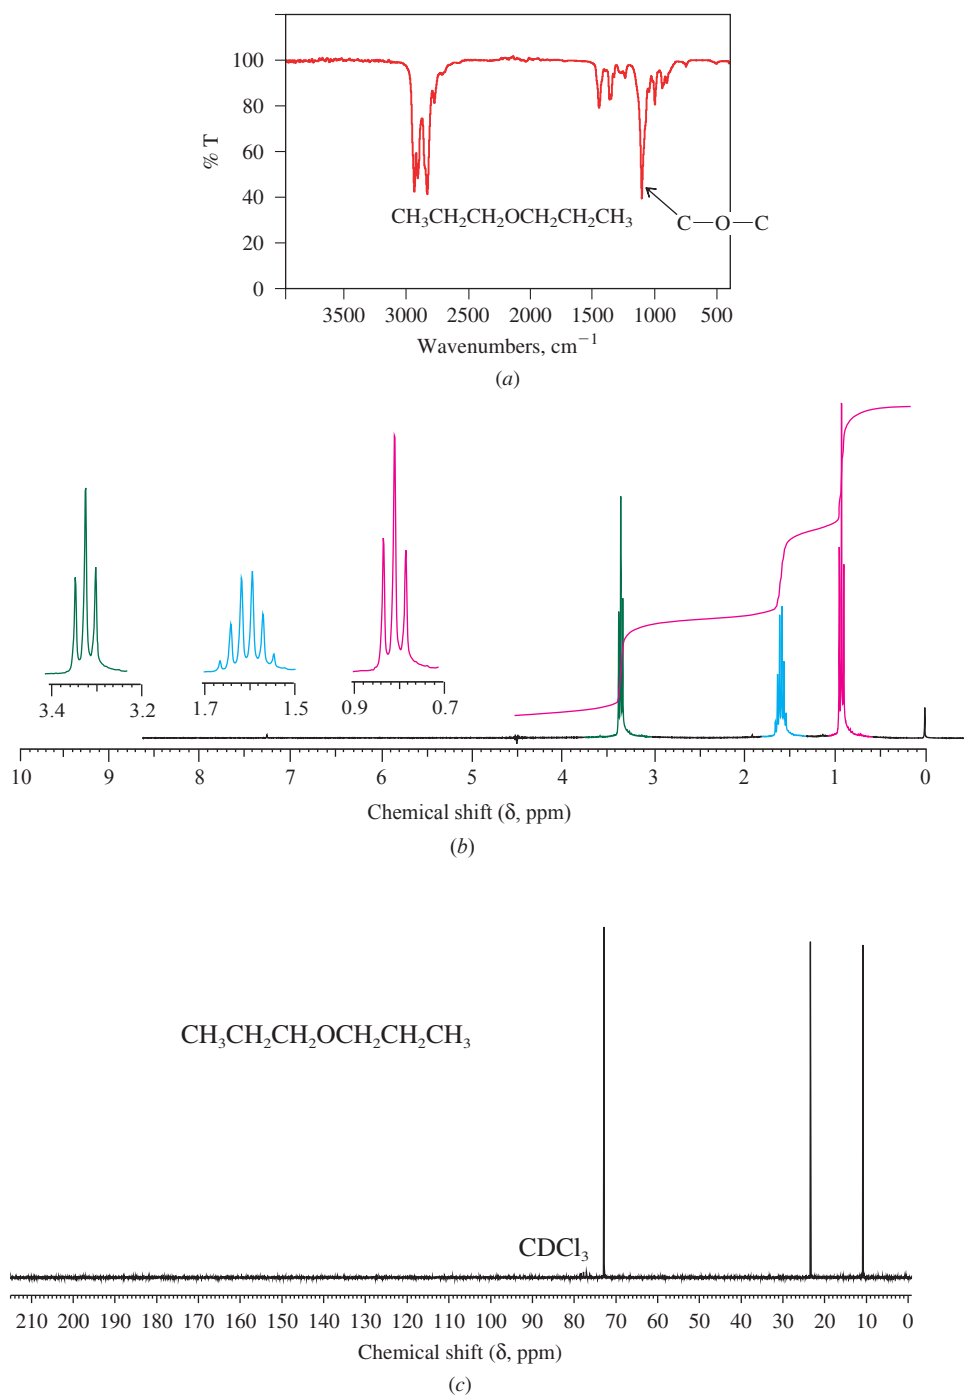 100
80
60
% T
40
CH₃CH₂CH₂OCH₂CH₂CH₃
C—O—C
20
0
3500 3000 2500 2000 1500 1000 500
Wavenumbers, cm⁻¹
(a)
3.4 3.2 1.7 1.5 0.9 0.7
10 9 8 7 6 5 4 3 2 1 0
Chemical shift (δ, ppm)
(b)
CH₃CH₂CH₂OCH₂CH₂CH₃
CDCl₃
210 200 190 180 170 160 150 140 130 120 110 100 90 80 70 60 50 40 30 20 10 0
Chemical shift (δ, ppm)
(c)